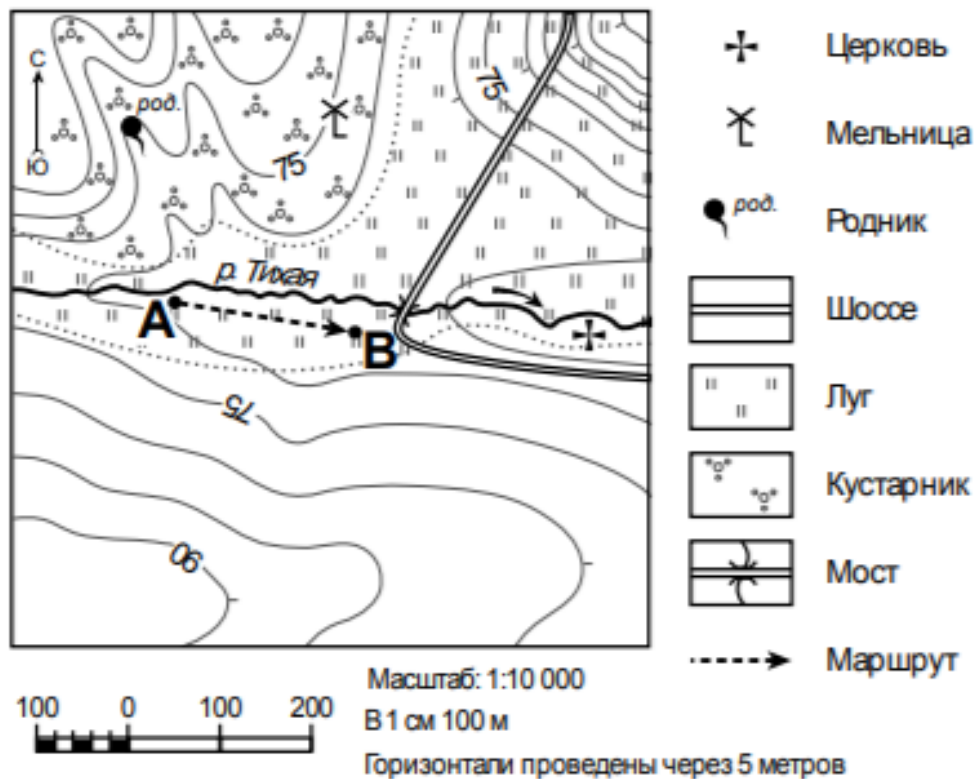 С
Ю
род.
75
75
р. Тихая
А
В
75
90
Церковь
Мельница
род.
Родник
Шоссе
Луг
Кустарник
Мост
Маршрут
100 0 100 200
Масштаб: 1:10 000
В 1 см 100 м
Горизонтали проведены через 5 метров